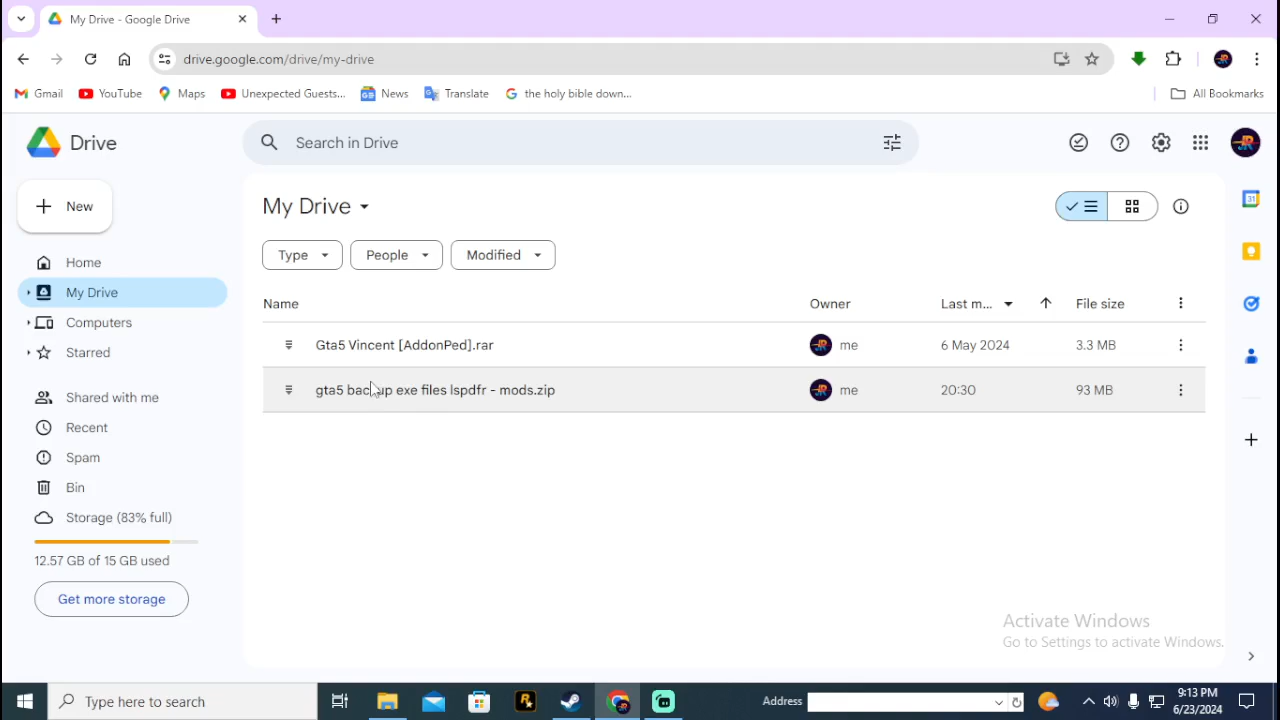 My Drive - Google Drive
drive.google.com/drive/my-drive
Gmail YouTube Maps Unexpected Guests... News Translate the holy bible down... All Bookmarks
Drive Search in Drive
New
My Drive
Type People Modified
Home
My Drive
Computers
Starred
Shared with me
Recent
Spam
Bin
Storage (83% full)
12.57 GB of 15 GB used
Get more storage
Name Owner Last m... File size
Gta5 Vincent [AddonPed].rar me 6 May 2024 3.3 MB
gta5 backup exe files lspdfr - mods.zip me 20:30 93 MB
31
Activate Windows
Go to Settings to activate Windows.
Type here to search Address 9:13 PM
6/23/2024